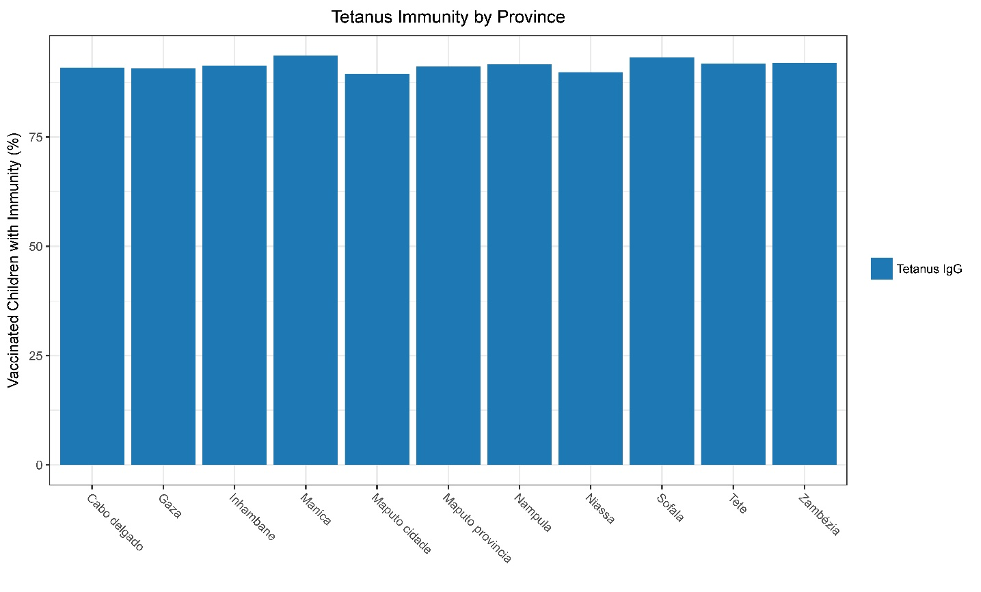 Tetanus Immunity by Province
Vaccinated Children with Immunity (%)
75
50
25
0
Cabo delgado
Gaza
Inhambane
Manica
Maputo cidade
Maputo provincia
Nampula
Niassa
Sofala
Tete
Zambézia
Tetanus IgG